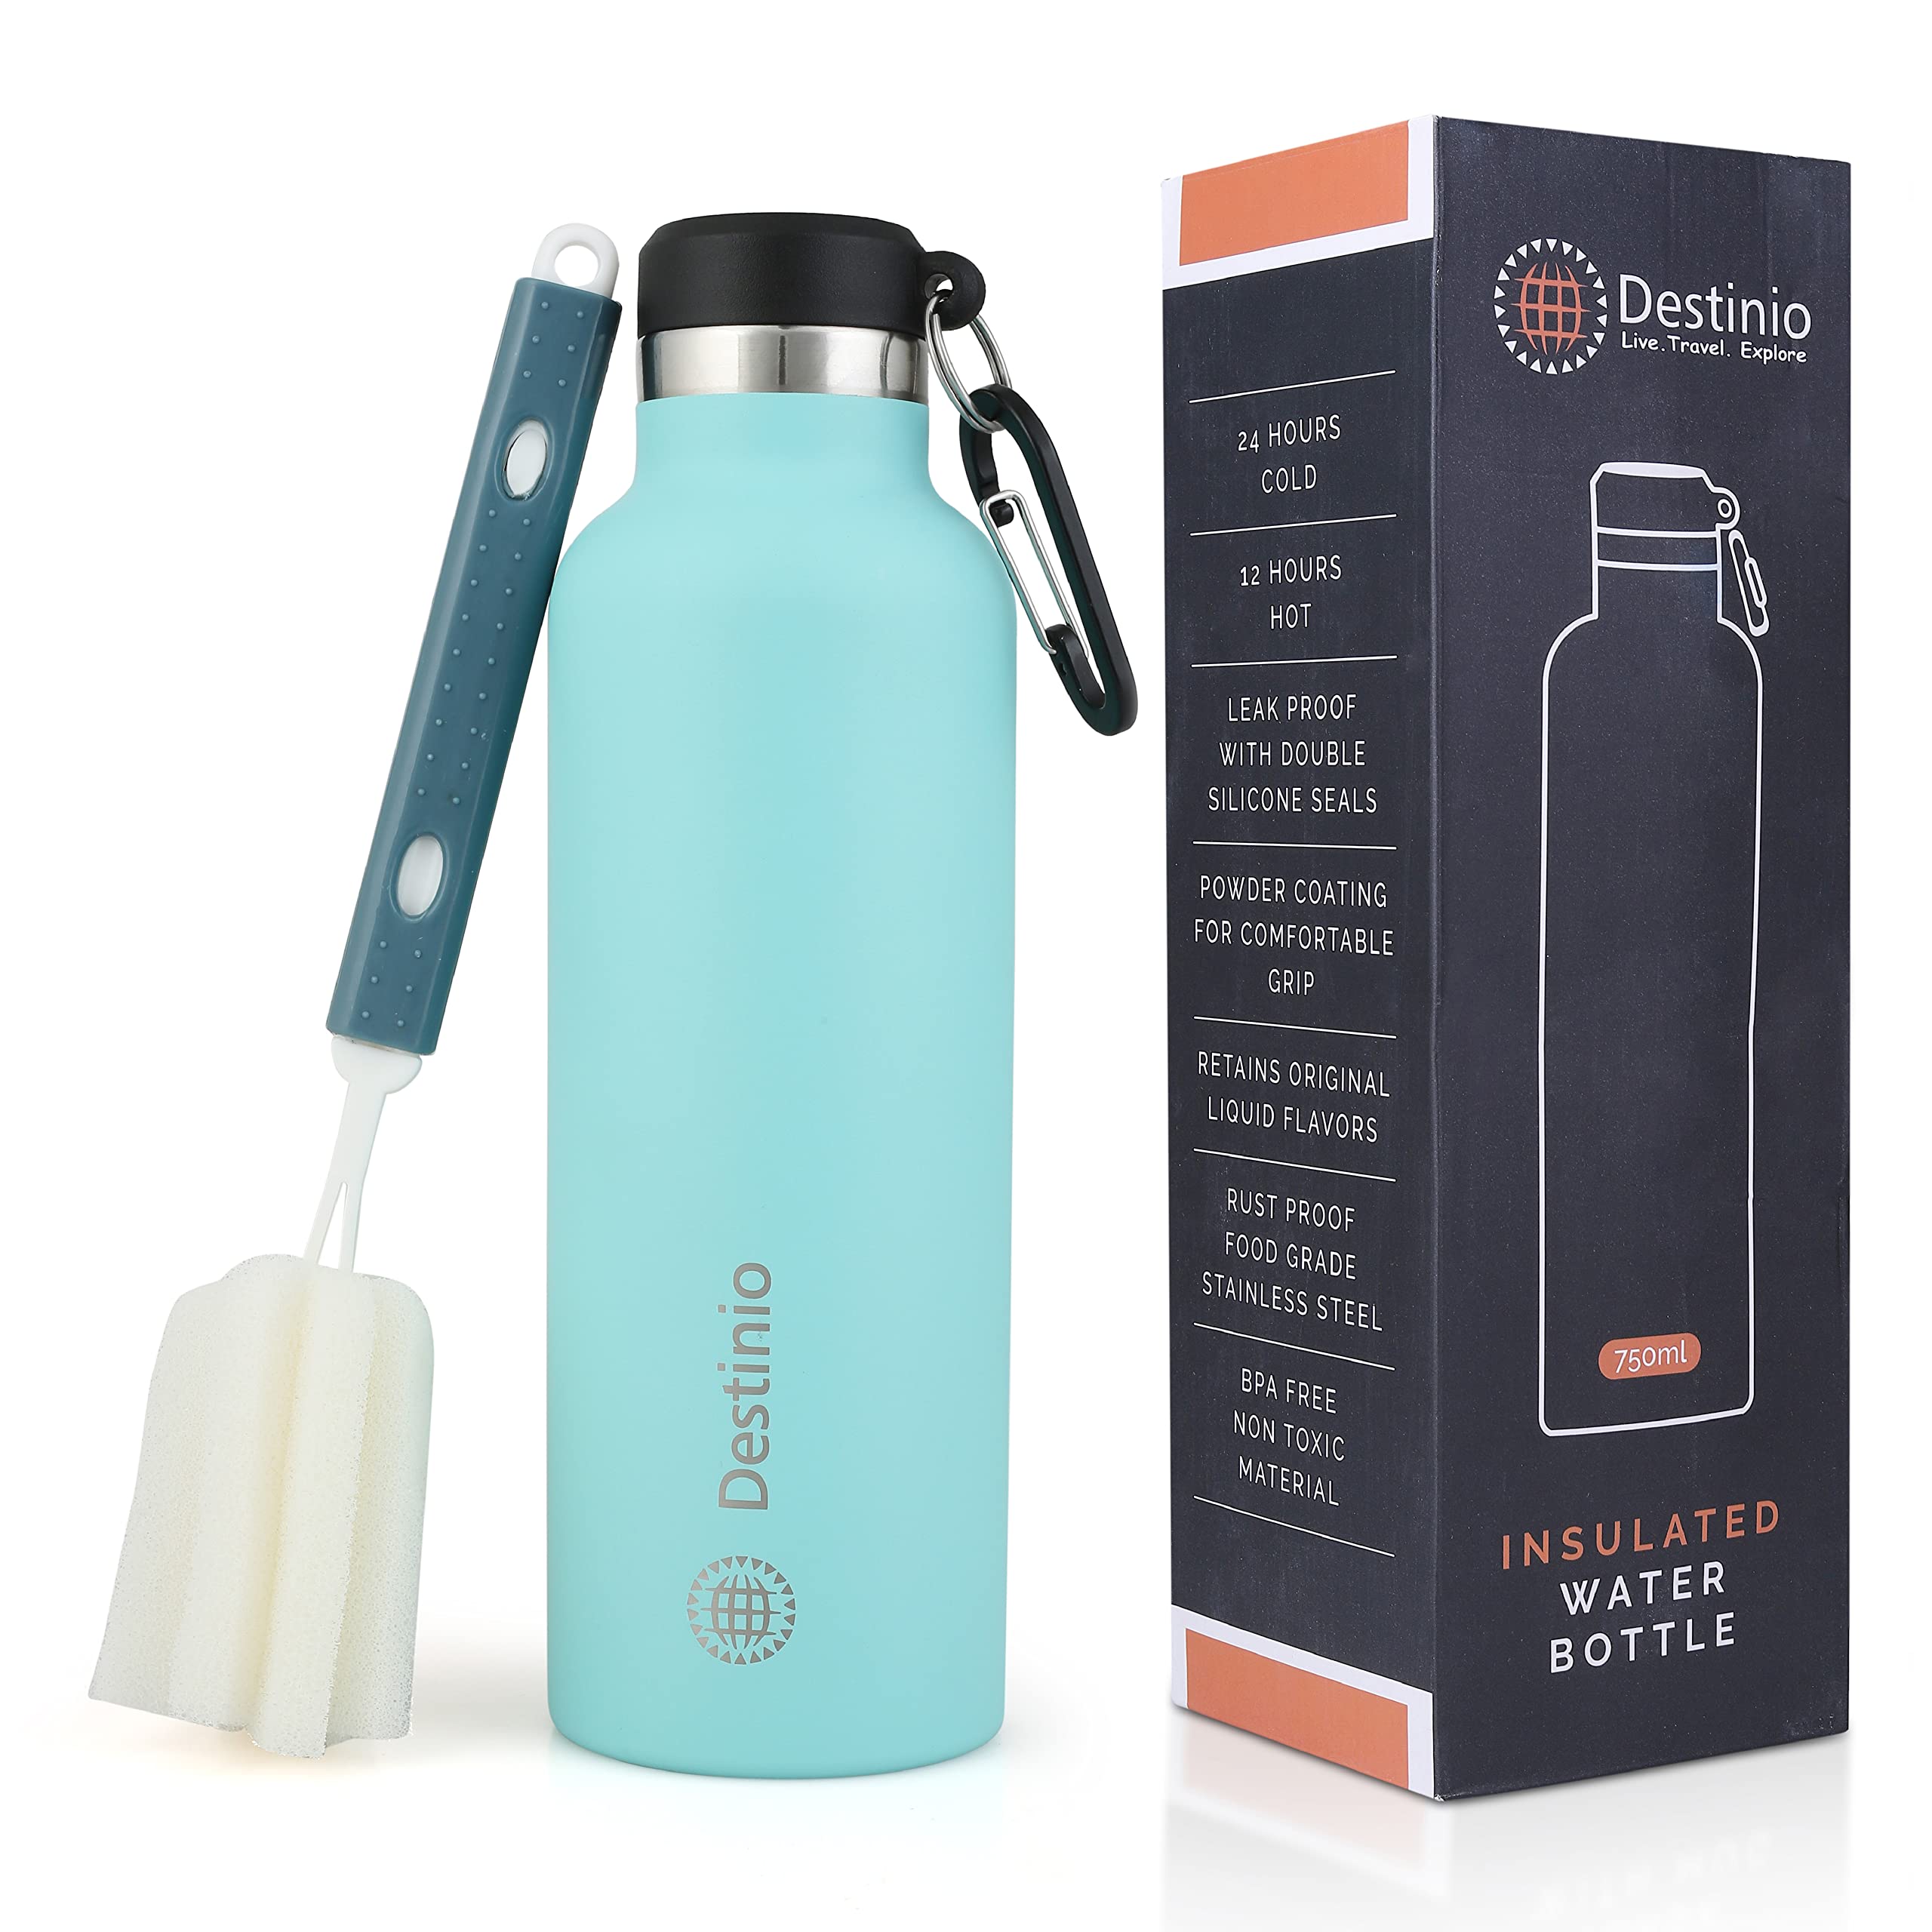 Destinio
24 HOURS
COLD
12 HOURS
HOT
LEAK PROOF
WITH DOUBLE
SILICONE SEALS
POWDER COATING
FOR COMFORTABLE
GRIP
RETAINS ORIGINAL
LIQUID FLAVORS
RUST PROOF
FOOD GRADE
STAINLESS STEEL
BPA FREE
NON TOXIC
MATERIAL
Destinio
Live.Travel. Explore
750ml
INSULATED
WATER
BOTTLE